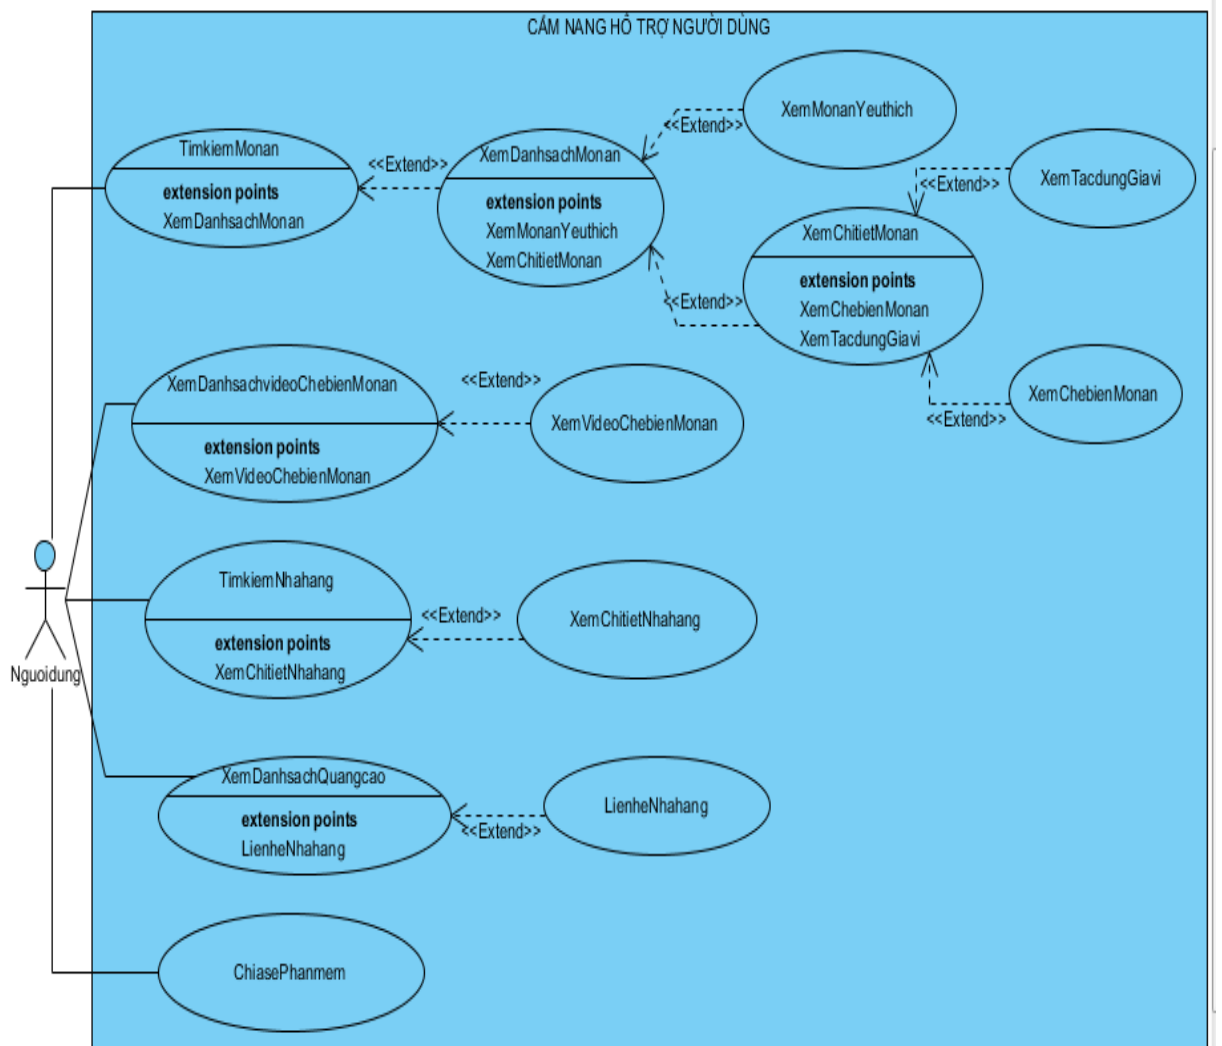 CẨM NANG HỖ TRỢ NGƯỜI DÙNG
TimkiemMonan
extension points
XemDanhsachMonan
<<Extend>>
XemDanhsachMonan
extension points
XemMonanYeuthich
XemChitietMonan
<<Extend>>
XemMonanYeuthich
<<Extend>>
XemChitietMonan
extension points
XemChebienMonan
XemTacdungGiavi
<<Extend>>
XemTacdungGiavi
<<Extend>>
XemChebienMonan
XemDanhsachvideoChebienMonan
extension points
XemVideoChebienMonan
<<Extend>>
XemVideoChebienMonan
TimkiemNhahang
extension points
XemChitietNhahang
<<Extend>>
XemChitietNhahang
Nguoidung
XemDanhsachQuangcao
extension points
LienheNhahang
<<Extend>>
LienheNhahang
ChiasePhanmem